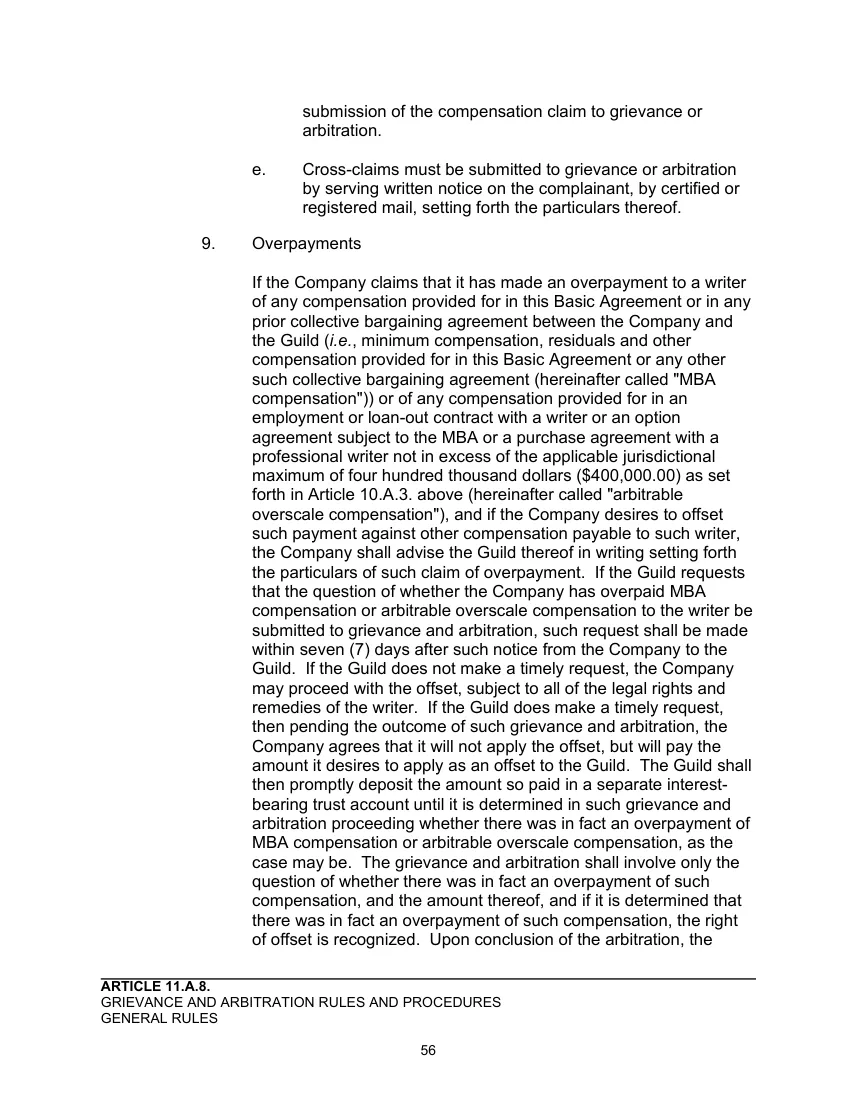 submission of the compensation claim to grievance or
arbitration.
e. Cross-claims must be submitted to grievance or arbitration
by serving written notice on the complainant, by certified or
registered mail, setting forth the particulars thereof.
9. Overpayments
If the Company claims that it has made an overpayment to a writer
of any compensation provided for in this Basic Agreement or in any
prior collective bargaining agreement between the Company and
the Guild (i.e., minimum compensation, residuals and other
compensation provided for in this Basic Agreement or any other
such collective bargaining agreement (hereinafter called "MBA
compensation")) or of any compensation provided for in an
employment or loan-out contract with a writer or an option
agreement subject to the MBA or a purchase agreement with a
professional writer not in excess of the applicable jurisdictional
maximum of four hundred thousand dollars ($400,000.00) as set
forth in Article 10.A.3. above (hereinafter called "arbitrable
overscale compensation"), and if the Company desires to offset
such payment against other compensation payable to such writer,
the Company shall advise the Guild thereof in writing setting forth
the particulars of such claim of overpayment.  If the Guild requests
that the question of whether the Company has overpaid MBA
compensation or arbitrable overscale compensation to the writer be
submitted to grievance and arbitration, such request shall be made
within seven (7) days after such notice from the Company to the
Guild.  If the Guild does not make a timely request, the Company
may proceed with the offset, subject to all of the legal rights and
remedies of the writer.  If the Guild does make a timely request,
then pending the outcome of such grievance and arbitration, the
Company agrees that it will not apply the offset, but will pay the
amount it desires to apply as an offset to the Guild.  The Guild shall
then promptly deposit the amount so paid in a separate interest-
bearing trust account until it is determined in such grievance and
arbitration proceeding whether there was in fact an overpayment of
MBA compensation or arbitrable overscale compensation, as the
case may be.  The grievance and arbitration shall involve only the
question of whether there was in fact an overpayment of such
compensation, and the amount thereof, and if it is determined that
there was in fact an overpayment of such compensation, the right
of offset is recognized.  Upon conclusion of the arbitration, the
ARTICLE 11.A.8.
GRIEVANCE AND ARBITRATION RULES AND PROCEDURES
GENERAL RULES
56